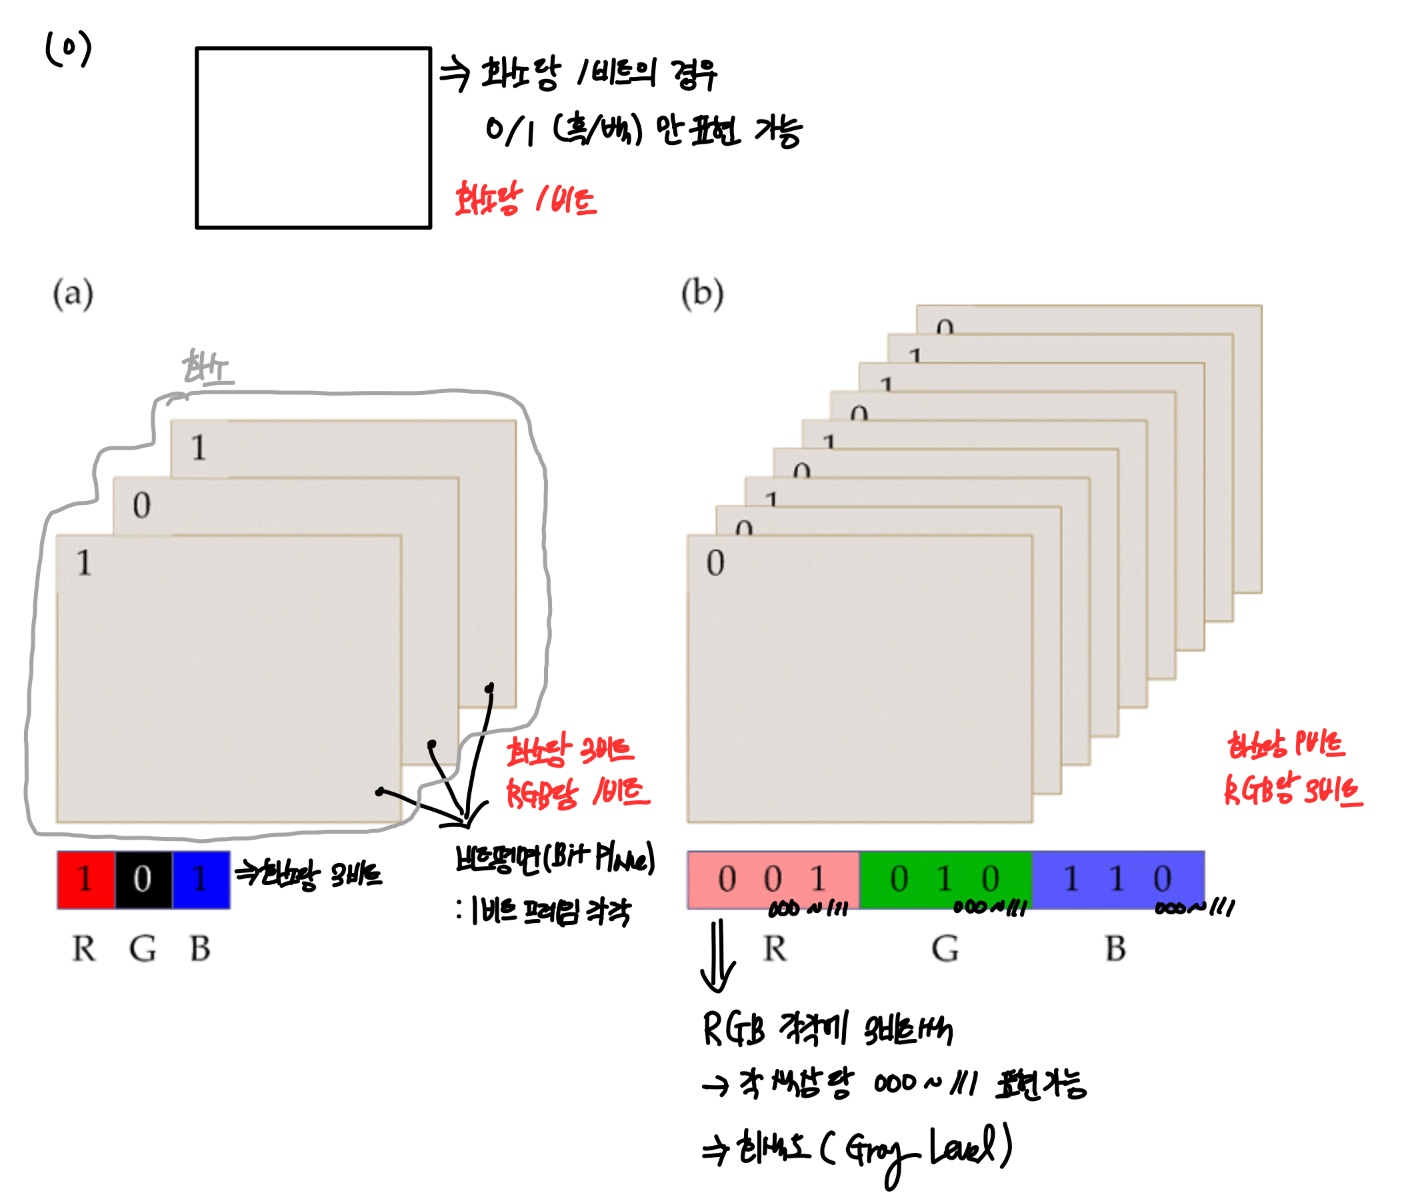 (0)
⇒ 화소당 1비트의 경우
0/1 (흑/백) 만 표현 가능
화소당 1비트
(a)
화소
1
0
1
화소당 3비트
RGB당 1비트
1 0 1
⇒ 화소당 3비트
R G B
비트평면(Bit Plane)
: 1비트 프레임 각각
(b)
0
1
1
0
1
0
1
0
0
화소당 9비트
RGB당 3비트
0 0 1 0 1 0 1 1 0
000~111 000~111 000~111
R G B
RGB 각각에 3비트씩
→ 각 색상당 000~111 표현가능
⇒ 회색도 (Gray Level)